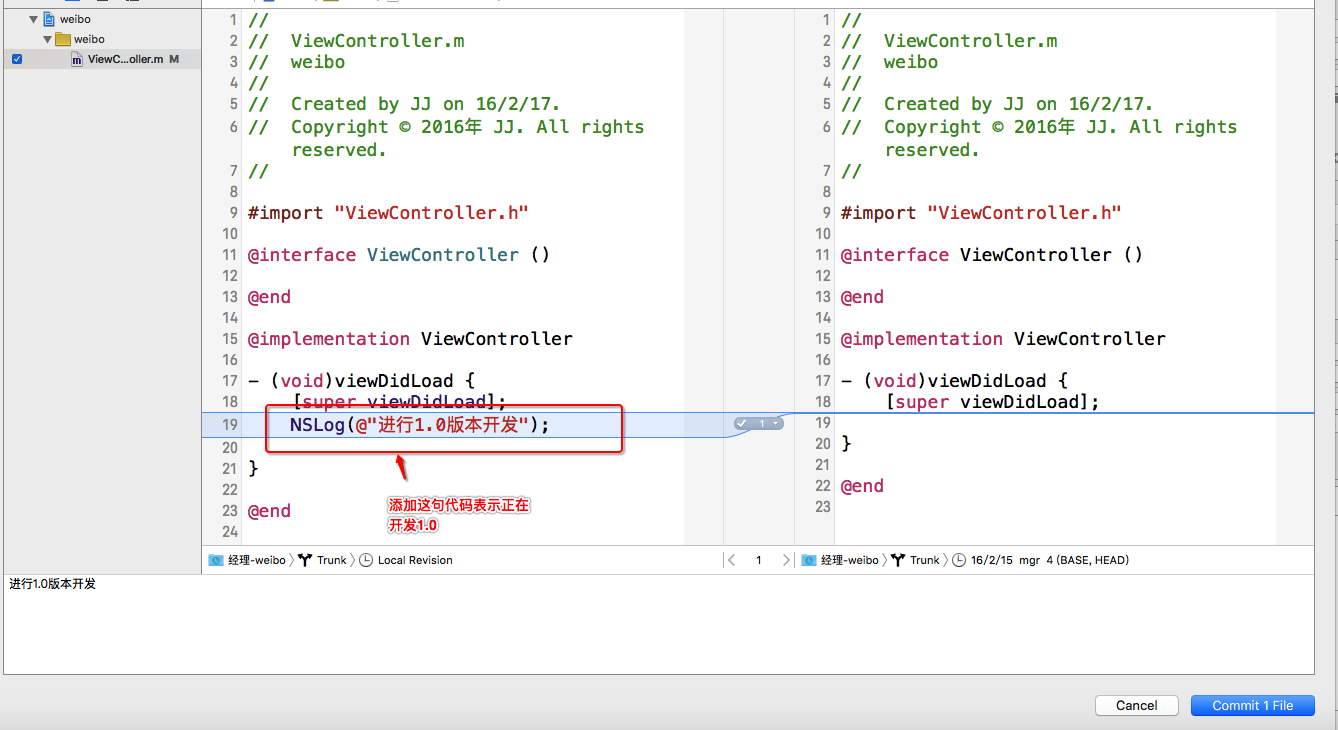 weibo
weibo
ViewC...oller.m M
1 //
2 //  ViewController.m
3 //  weibo
4 //
5 //  Created by JJ on 16/2/17.
6 //  Copyright © 2016年 JJ. All rights
reserved.
7 //
8
9 #import "ViewController.h"
10
11 @interface ViewController ()
12
13 @end
14
15 @implementation ViewController
16
17 - (void)viewDidLoad {
18     [super viewDidLoad];
19     NSLog(@"进行1.0版本开发");
20
21 }
22
23 @end
24
添加这句代码表示正在
开发1.0
1
1 //
2 //  ViewController.m
3 //  weibo
4 //
5 //  Created by JJ on 16/2/17.
6 //  Copyright © 2016年 JJ. All rights
reserved.
7 //
8
9 #import "ViewController.h"
10
11 @interface ViewController ()
12
13 @end
14
15 @implementation ViewController
16
17 - (void)viewDidLoad {
18     [super viewDidLoad];
19
20 }
21
22 @end
23
经理-weibo 〉 Trunk 〉 Local Revision
1
经理-weibo 〉 Trunk 〉 16/2/15 mgr 4 (BASE, HEAD)
进行1.0版本开发
Cancel
Commit 1 File